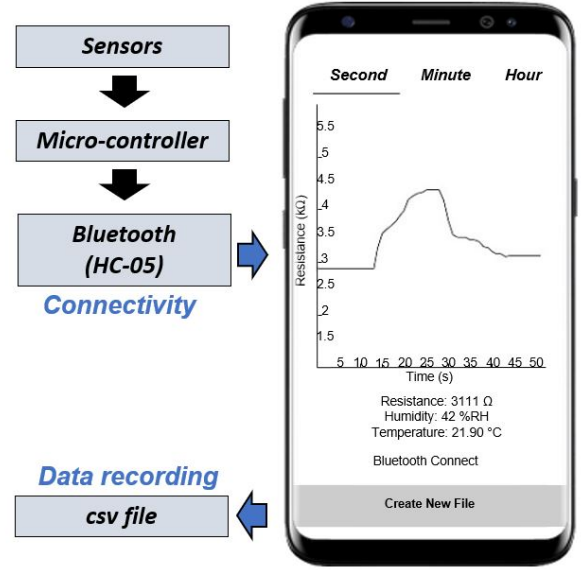 Sensors
Micro-controller
Bluetooth
(HC-05)
Connectivity
Data recording
csv file
Second Minute Hour
5.5
5
4.5
4
3.5
3
2.5
2
1.5
Resistance (kΩ)
5 10 15 20 25 30 35 40 45 50
Time (s)
Resistance: 3111 Ω
Humidity: 42 %RH
Temperature: 21.90 °C
Bluetooth Connect
Create New File